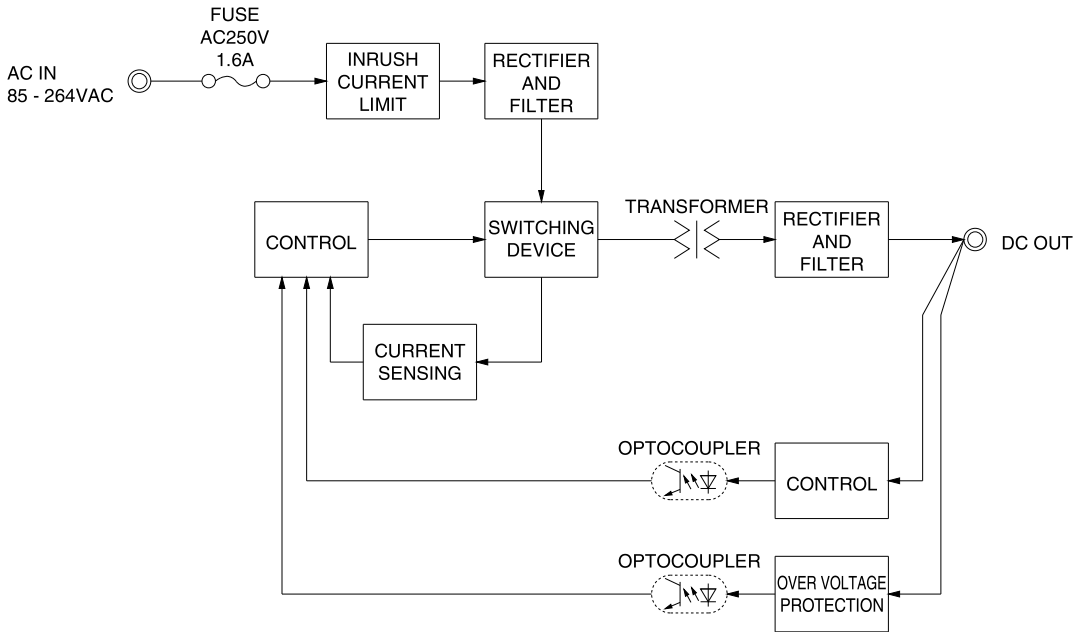 FUSE
AC250V
1.6A
AC IN
85 - 264VAC
INRUSH
CURRENT
LIMIT
RECTIFIER
AND
FILTER
CONTROL
SWITCHING
DEVICE
TRANSFORMER
RECTIFIER
AND
FILTER
DC OUT
CURRENT
SENSING
OPTOCOUPLER
CONTROL
OPTOCOUPLER
OVER VOLTAGE
PROTECTION